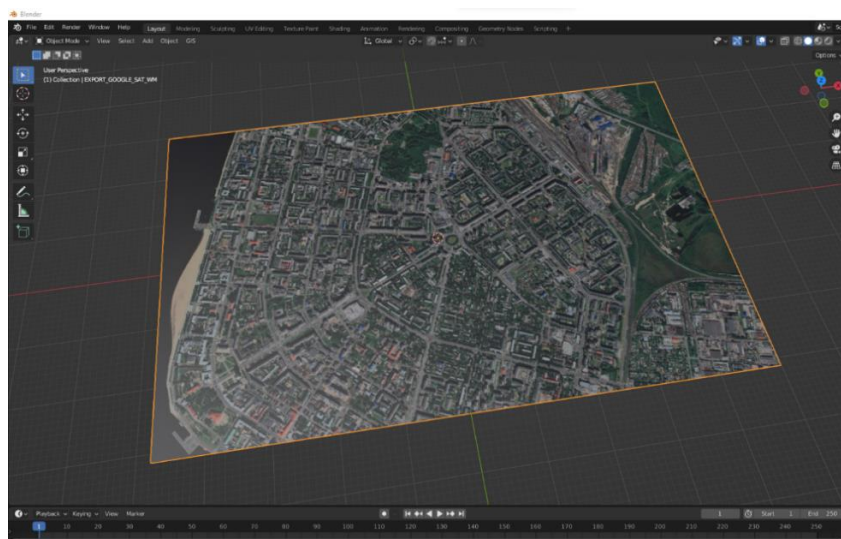 Blender
File Edit Render Window Help Layout Modeling Sculpting UV Editing Texture Paint Shading Animation Rendering Compositing Geometry Nodes Scripting +
Object Mode View Select Add Object GIS Global
Options
User Perspective
(1) Collection | EXPORT_GOOGLE_SAT_WM
Playback Keying View Marker 1 Start 1 End 250
1 10 20 30 40 50 60 70 80 90 100 110 120 130 140 150 160 170 180 190 200 210 220 230 240 250